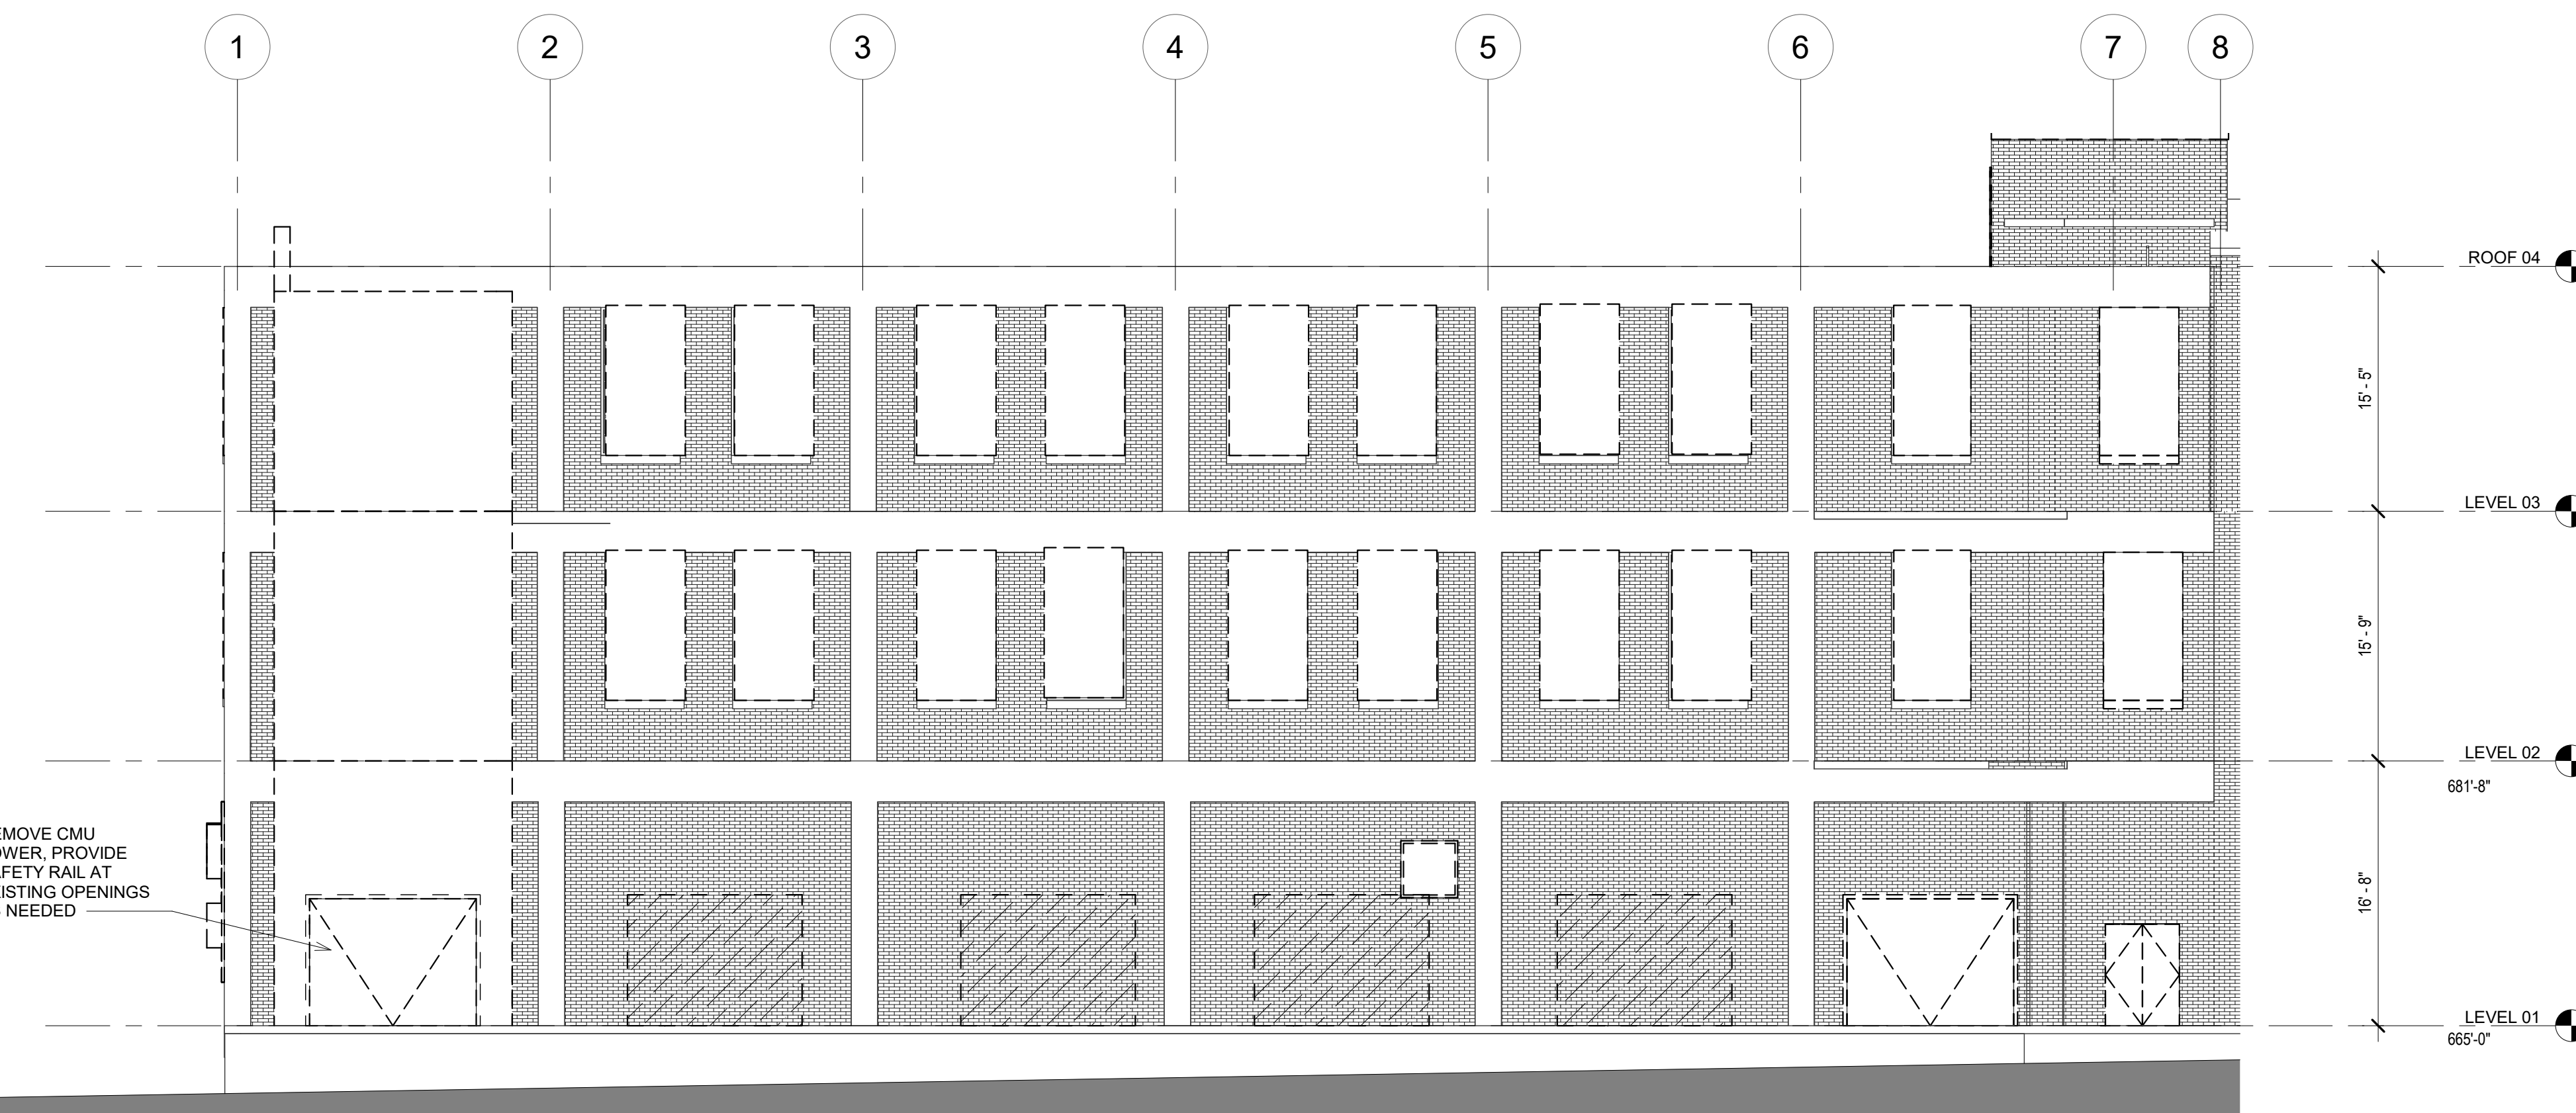 1 2 3 4 5 6 7 8
ROOF 04
15' - 5"
LEVEL 03
15' - 9"
LEVEL 02
681'-8"
16' - 8"
LEVEL 01
665'-0"
EMOVE CMU
OWER, PROVIDE
AFETY RAIL AT
XISTING OPENINGS
S NEEDED